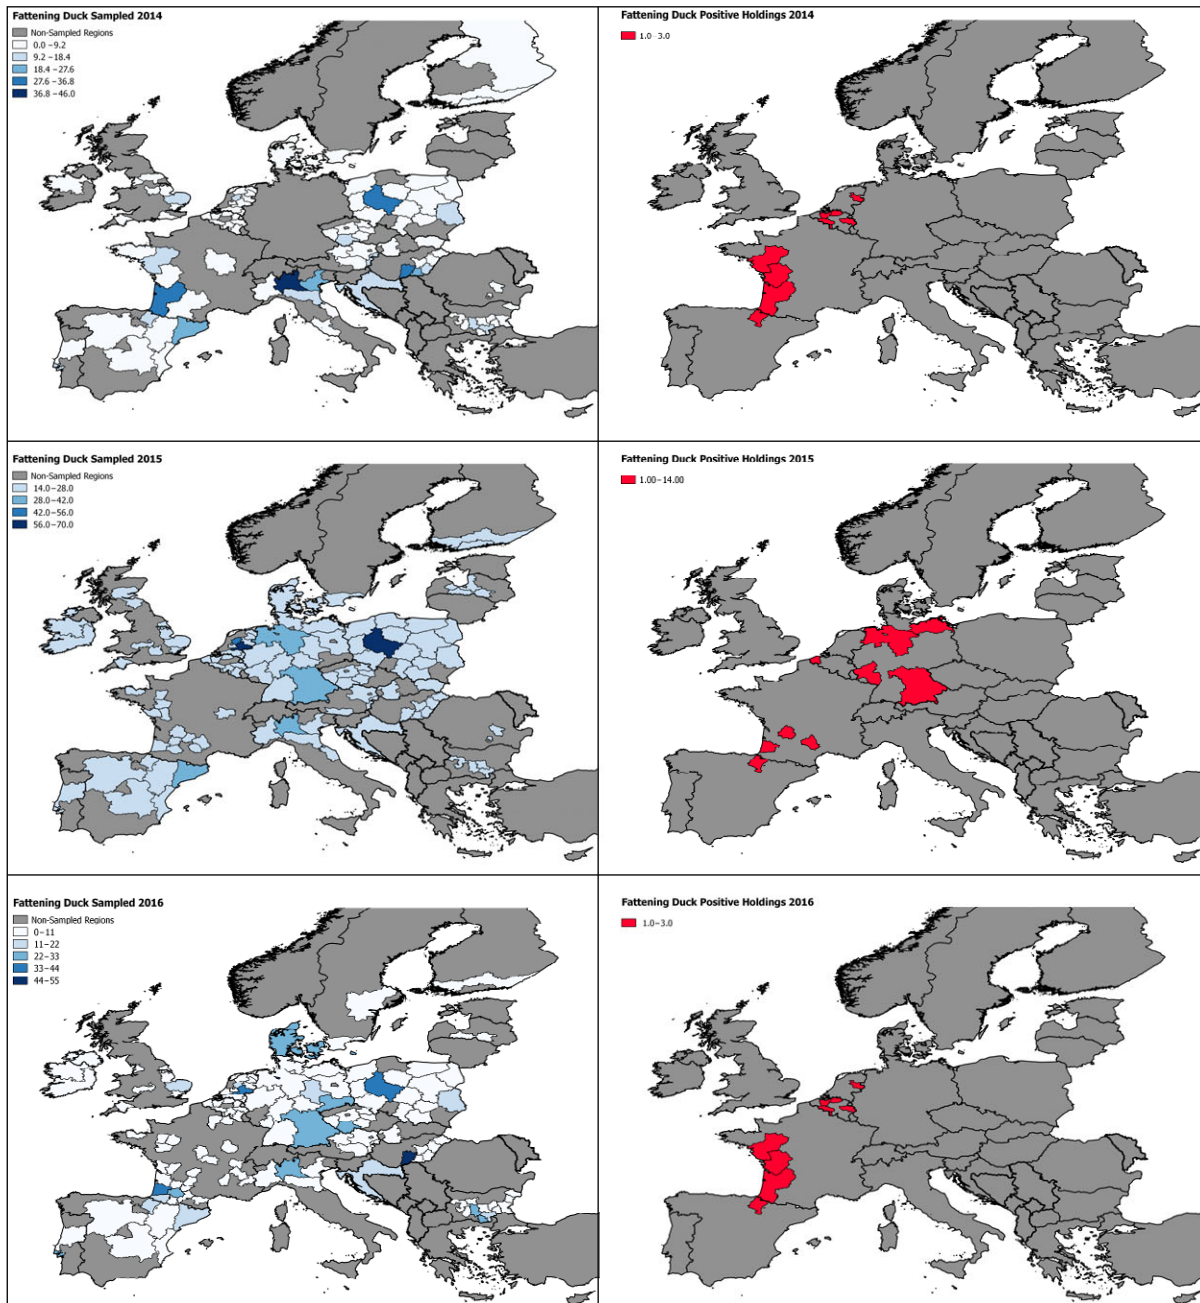 Fattening Duck Sampled 2014
Non-Sampled Regions
0.0 –9.2
9.2 –18.4
18.4 –27.6
27.6 –36.8
36.8 –46.0
Fattening Duck Positive Holdings 2014
1.0–3.0
Fattening Duck Sampled 2015
Non-Sampled Regions
14.0–28.0
28.0–42.0
42.0–56.0
56.0–70.0
Fattening Duck Positive Holdings 2015
1.00–14.00
Fattening Duck Sampled 2016
Non-Sampled Regions
0–11
11–22
22–33
33–44
44–55
Fattening Duck Positive Holdings 2016
1.0–3.0